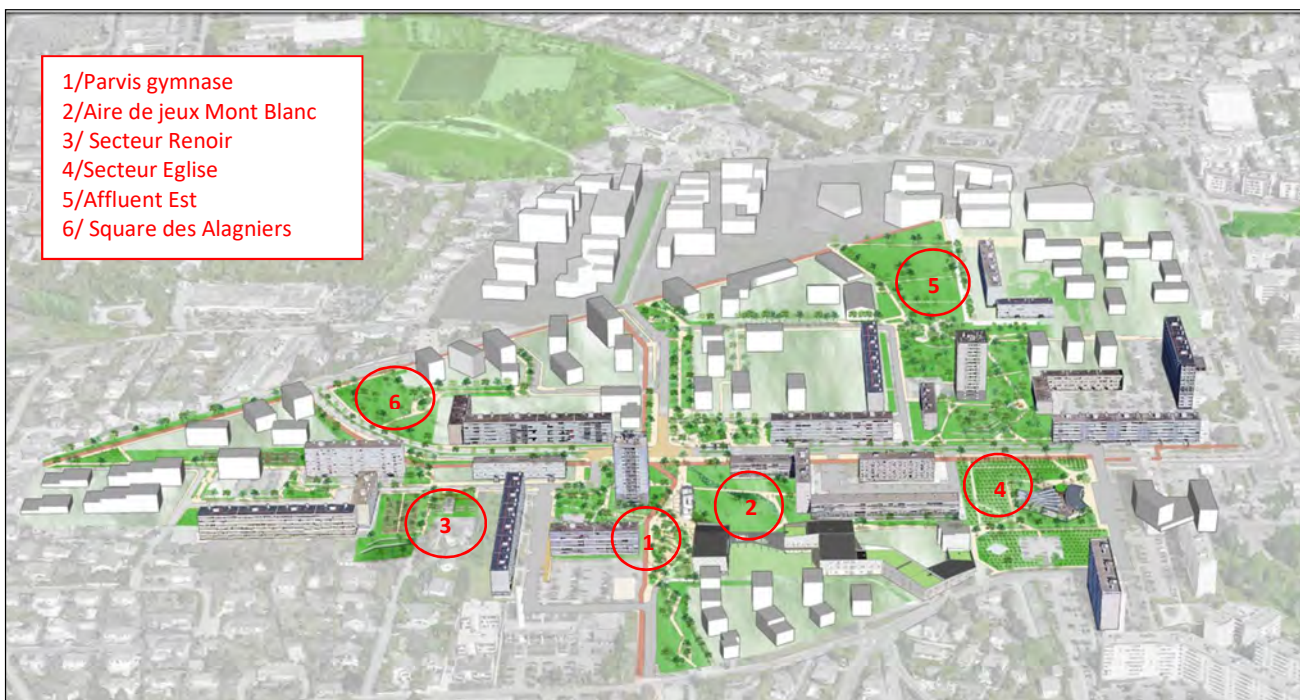 1/Parvis gymnase
2/Aire de jeux Mont Blanc
3/ Secteur Renoir
4/Secteur Eglise
5/Affluent Est
6/ Square des Alagniers
5
6
4
2
3
1